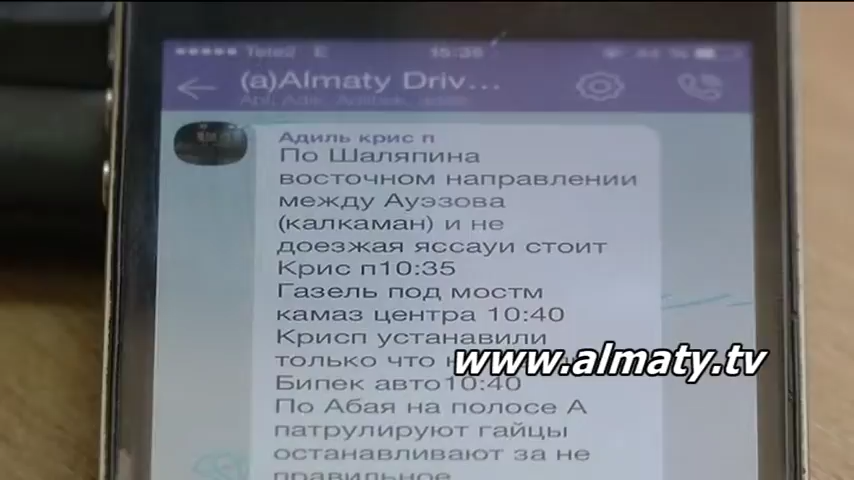 Tele2 E 15:39
(a)Almaty Driv...
Адиль крис п
По Шаляпина
восточном направлении
между Ауэзова
(калкаман) и не
доезжая яссауи стоит
Крис п10:35
Газель под мостм
камаз центра 10:40
Крисп устанавили
только что
www.almaty.tv
Бипек авто10:40
По Абая на полосе А
патрулируют гайцы
останавливают за не
правильное